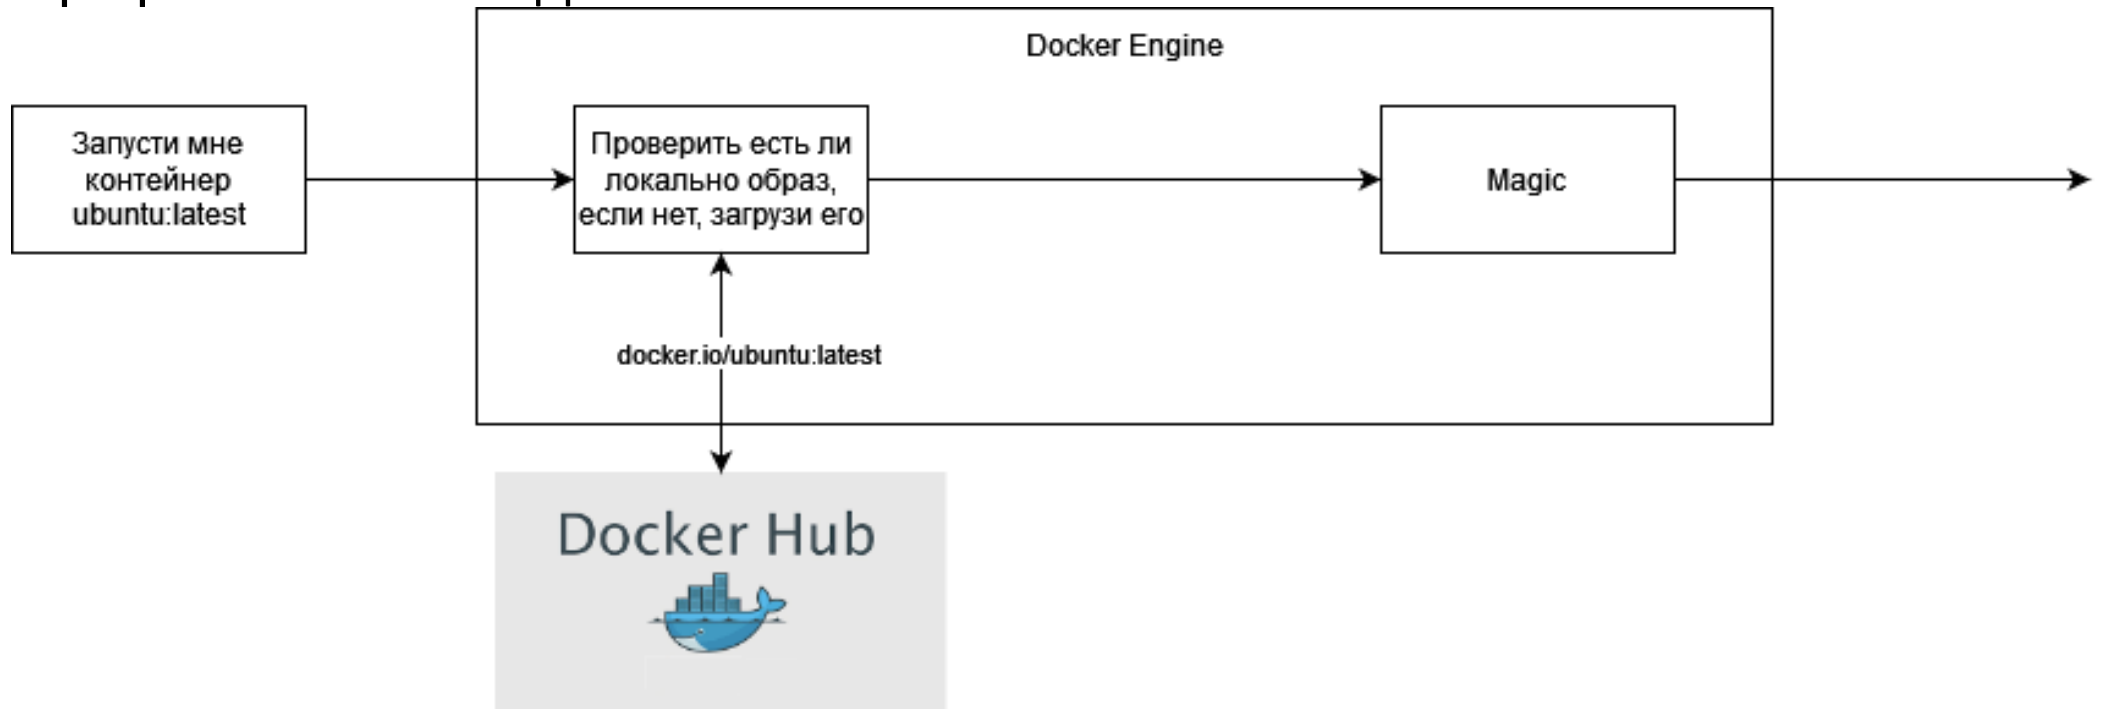 Docker Engine
Запусти мне
контейнер
ubuntu:latest
Проверить есть ли
локально образ,
если нет, загрузи его
Magic
docker.io/ubuntu:latest
Docker Hub